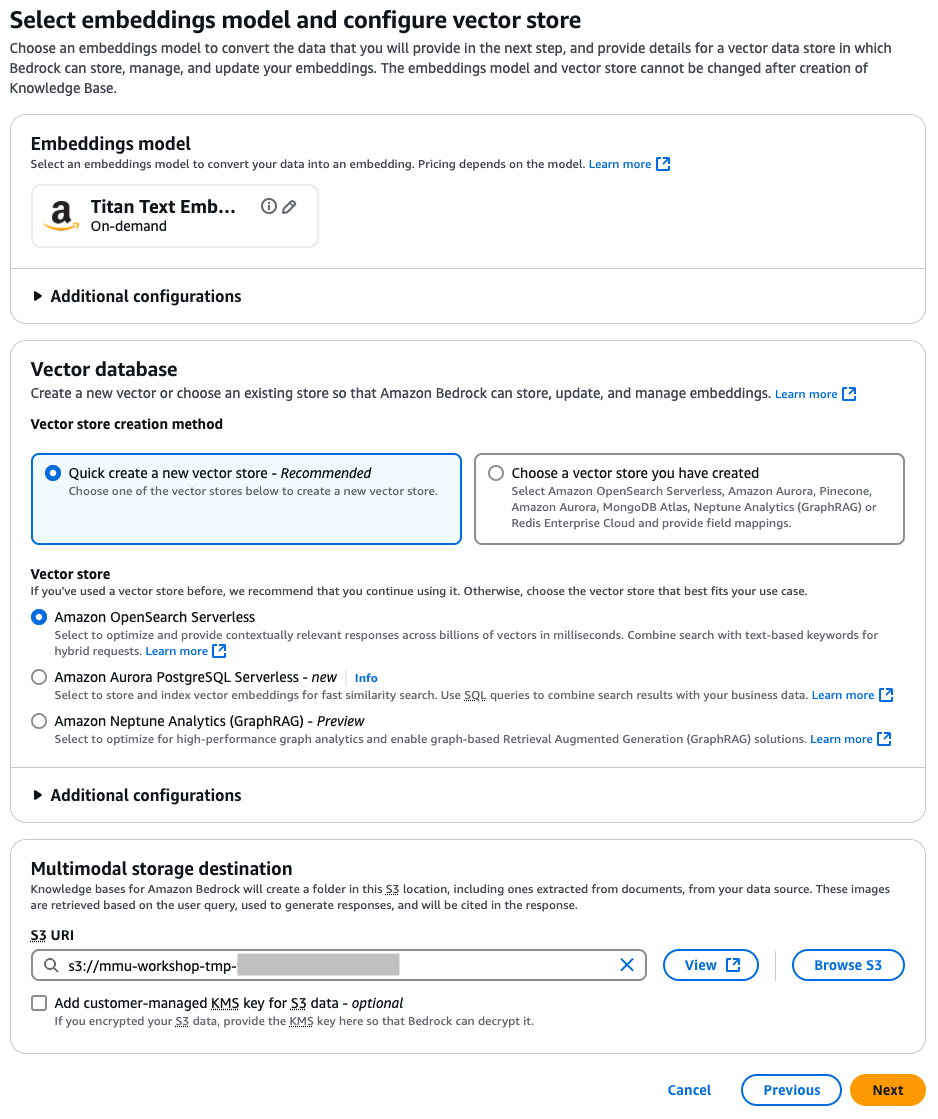 Select embeddings model and configure vector store
Choose an embeddings model to convert the data that you will provide in the next step, and provide details for a vector data store in which
Bedrock can store, manage, and update your embeddings. The embeddings model and vector store cannot be changed after creation of
Knowledge Base.
Embeddings model
Select an embeddings model to convert your data into an embedding. Pricing depends on the model. Learn more
a
Titan Text Emb...
On-demand
Additional configurations
Vector database
Create a new vector or choose an existing store so that Amazon Bedrock can store, update, and manage embeddings. Learn more
Vector store creation method
Quick create a new vector store - Recommended
Choose one of the vector stores below to create a new vector store.
Choose a vector store you have created
Select Amazon OpenSearch Serverless, Amazon Aurora, Pinecone,
Amazon Aurora, MongoDB Atlas, Neptune Analytics (GraphRAG) or
Redis Enterprise Cloud and provide field mappings.
Vector store
If you've used a vector store before, we recommend that you continue using it. Otherwise, choose the vector store that best fits your use case.
Amazon OpenSearch Serverless
Select to optimize and provide contextually relevant responses across billions of vectors in milliseconds. Combine search with text-based keywords for
hybrid requests. Learn more
Amazon Aurora PostgreSQL Serverless - new Info
Select to store and index vector embeddings for fast similarity search. Use SQL queries to combine search results with your business data. Learn more
Amazon Neptune Analytics (GraphRAG) - Preview
Select to optimize for high-performance graph analytics and enable graph-based Retrieval Augmented Generation (GraphRAG) solutions. Learn more
Additional configurations
Multimodal storage destination
Knowledge bases for Amazon Bedrock will create a folder in this S3 location, including ones extracted from documents, from your data source. These images
are retrieved based on the user query, used to generate responses, and will be cited in the response.
S3 URI
s3://mmu-workshop-tmp-
View
Browse S3
Add customer-managed KMS key for S3 data - optional
If you encrypted your S3 data, provide the KMS key here so that Bedrock can decrypt it.
Cancel
Previous
Next